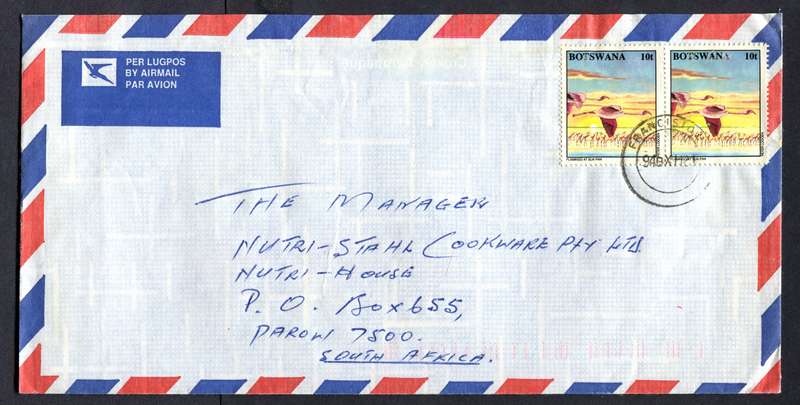 PER LUGPOS
BY AIRMAIL
PAR AVION
BOTSWANA 10t
BOTSWANA 10t
THE MANAGER
NUTRI-STAHL COOKWARE PTY LTD.
NUTRI-HOUSE
P. O. Box 655,
PAROW 7500.
SOUTH AFRICA.